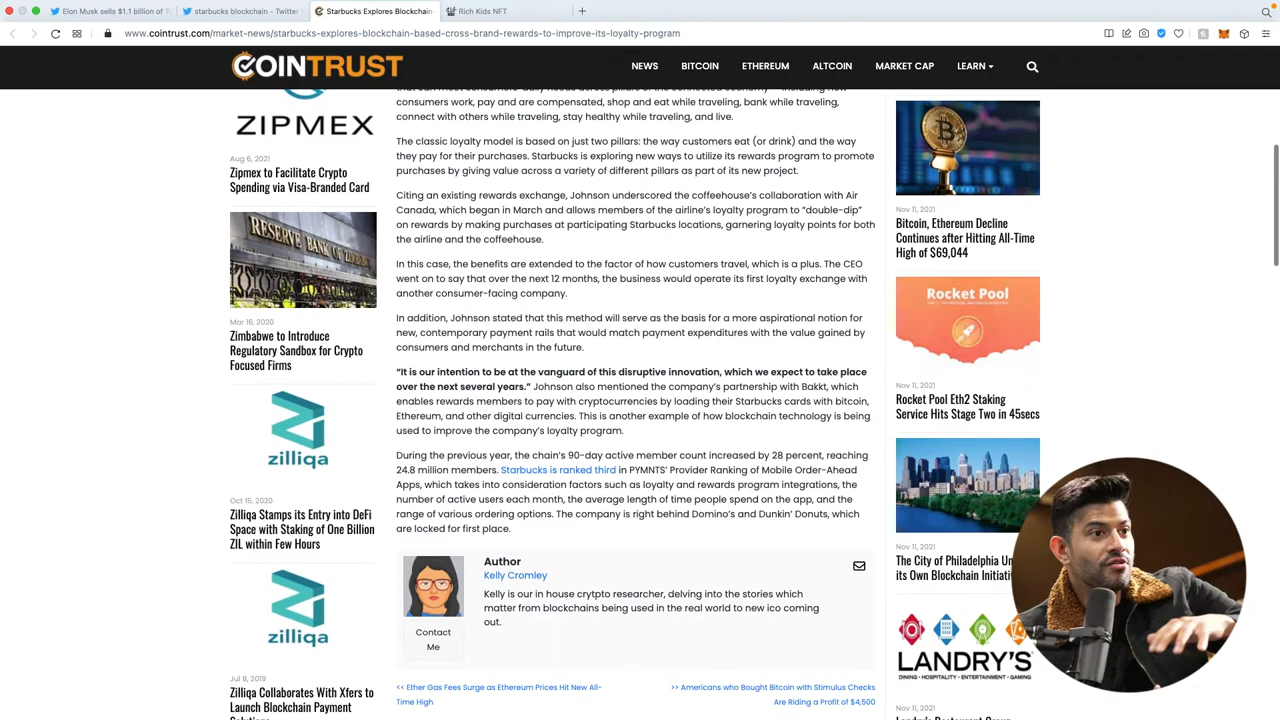 Elon Musk sells $1.1 billion of T
starbucks blockchain – Twitter
Starbucks Explores Blockchain
Rich Kids NFT
www.cointrust.com/market-news/starbucks-explores-blockchain-based-cross-brand-rewards-to-improve-its-loyalty-program
COINTRUST
NEWS
BITCOIN
ETHEREUM
ALTCOIN
MARKET CAP
LEARN
ZIPMEX
Aug 6, 2021
Zipmex to Facilitate Crypto
Spending via Visa-Branded Card
RESERVE BANK OF ZIMBABWE
Mar 16, 2020
Zimbabwe to Introduce
Regulatory Sandbox for Crypto
Focused Firms
zilliqa
Oct 15, 2020
Zilliqa Stamps its Entry into DeFi
Space with Staking of One Billion
ZIL within Few Hours
zilliqa
Jul 8, 2019
Zilliqa Collaborates With Xfers to
Launch Blockchain Payment
consumers work, pay and are compensated, shop and eat while traveling, bank while traveling,
connect with others while traveling, stay healthy while traveling, and live.
The classic loyalty model is based on just two pillars: the way customers eat (or drink) and the way
they pay for their purchases. Starbucks is exploring new ways to utilize its rewards program to promote
purchases by giving value across a variety of different pillars as part of its new project.
Citing an existing rewards exchange, Johnson underscored the coffeehouse's collaboration with Air
Canada, which began in March and allows members of the airline's loyalty program to “double-dip”
on rewards by making purchases at participating Starbucks locations, garnering loyalty points for both
the airline and the coffeehouse.
In this case, the benefits are extended to the factor of how customers travel, which is a plus. The CEO
went on to say that over the next 12 months, the business would operate its first loyalty exchange with
another consumer-facing company.
In addition, Johnson stated that this method will serve as the basis for a more aspirational notion for
new, contemporary payment rails that would match payment expenditures with the value gained by
consumers and merchants in the future.
“It is our intention to be at the vanguard of this disruptive innovation, which we expect to take place
over the next several years.” Johnson also mentioned the company's partnership with Bakkt, which
enables rewards members to pay with cryptocurrencies by loading their Starbucks cards with bitcoin,
Ethereum, and other digital currencies. This is another example of how blockchain technology is being
used to improve the company's loyalty program.
During the previous year, the chain's 90-day active member count increased by 28 percent, reaching
24.8 million members. Starbucks is ranked third in PYMNTS' Provider Ranking of Mobile Order-Ahead
Apps, which takes into consideration factors such as loyalty and rewards program integrations, the
number of active users each month, the average length of time people spend on the app, and the
range of various ordering options. The company is right behind Domino's and Dunkin' Donuts, which
are locked for first place.
Author
Kelly Cromley
Kelly is our in house crytpto researcher, delving into the stories which
matter from blockchains being used in the real world to new ico coming
out.
Contact
Me
<< Ether Gas Fees Surge as Ethereum Prices Hit New All-
Time High
>> Americans who Bought Bitcoin with Stimulus Checks
Are Riding a Profit of $4,500
Nov 11, 2021
Bitcoin, Ethereum Decline
Continues after Hitting All-Time
High of $69,044
Rocket Pool
Nov 11, 2021
Rocket Pool Eth2 Staking
Service Hits Stage Two in 45secs
Nov 11, 2021
The City of Philadelphia Un
its Own Blockchain Initiati
LANDRY'S
DINING • HOSPITALITY • ENTERTAINMENT • GAMING
Nov 11, 2021